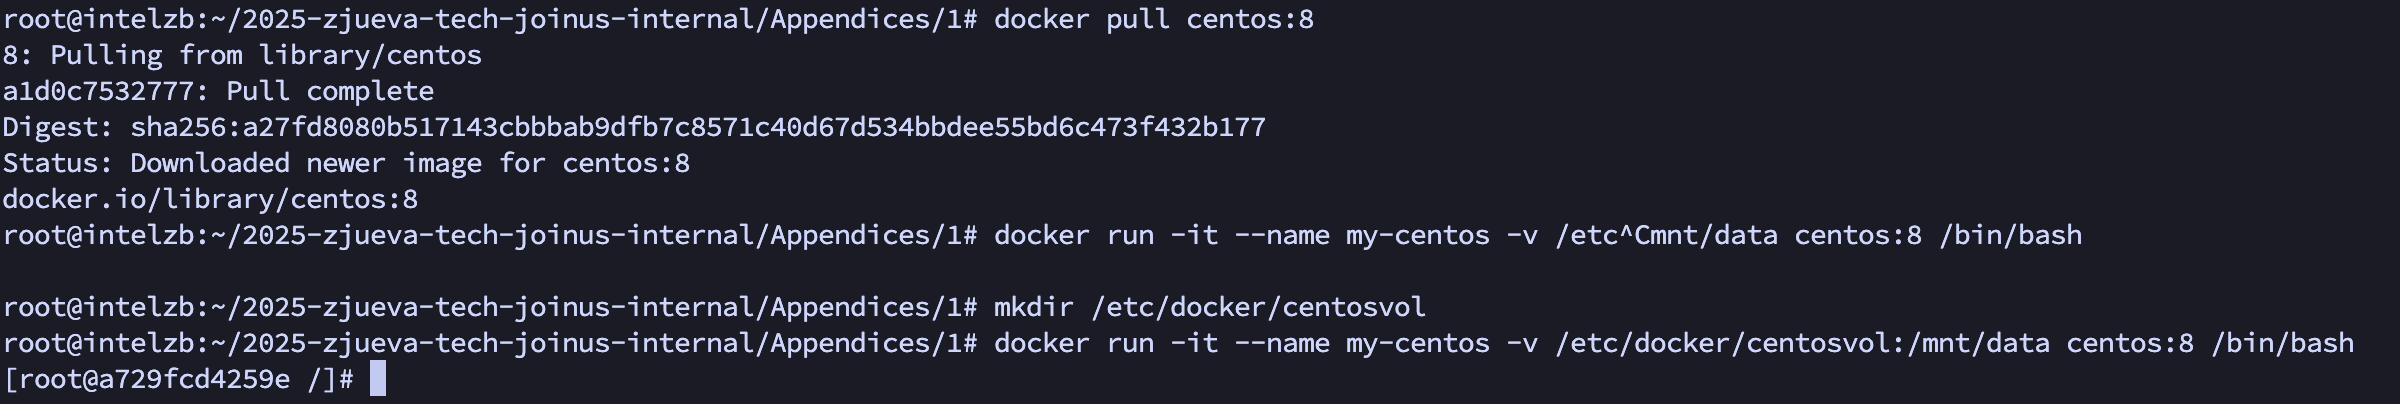 root@intelzb:~/2025-zjueva-tech-joinus-internal/Appendices/1# docker pull centos:8
8: Pulling from library/centos
a1d0c7532777: Pull complete
Digest: sha256:a27fd8080b517143cbbbab9dfb7c8571c40d67d534bbdee55bd6c473f432b177
Status: Downloaded newer image for centos:8
docker.io/library/centos:8
root@intelzb:~/2025-zjueva-tech-joinus-internal/Appendices/1# docker run -it --name my-centos -v /etc^Cmnt/data centos:8 /bin/bash
root@intelzb:~/2025-zjueva-tech-joinus-internal/Appendices/1# mkdir /etc/docker/centosvol
root@intelzb:~/2025-zjueva-tech-joinus-internal/Appendices/1# docker run -it --name my-centos -v /etc/docker/centosvol:/mnt/data centos:8 /bin/bash
[root@a729fcd4259e /]#